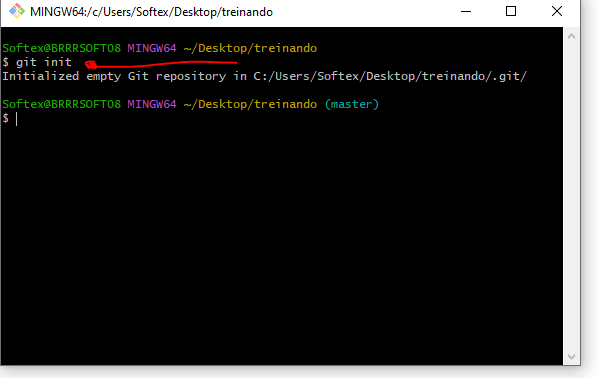 MINGW64:/c/Users/Softex/Desktop/treinando
Softex@BRRRSOFT08 MINGW64 ~/Desktop/treinando
$ git init
Initialized empty Git repository in C:/Users/Softex/Desktop/treinando/.git/
Softex@BRRRSOFT08 MINGW64 ~/Desktop/treinando (master)
$